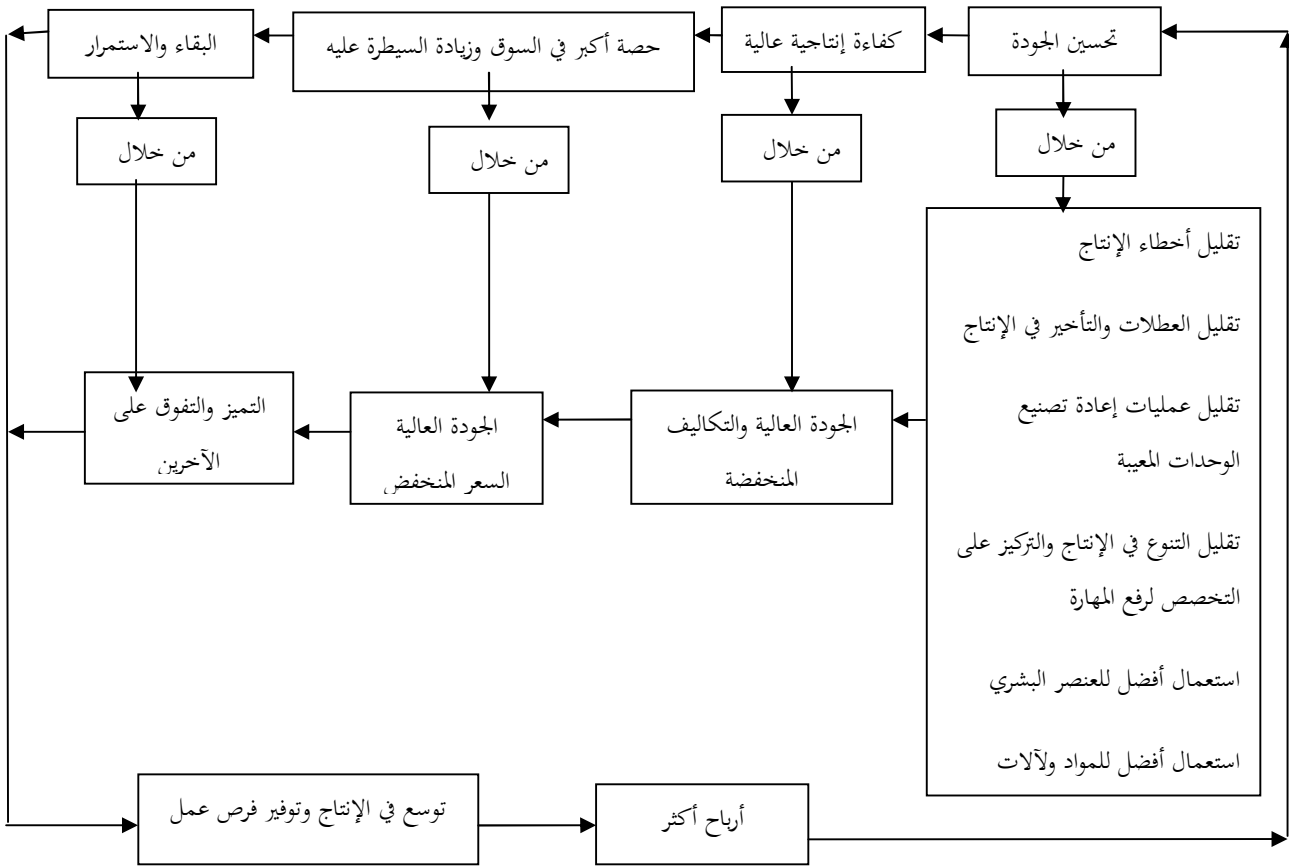 تحسين الجودة
كفاءة إنتاجية عالية
حصة أكبر في السوق وزيادة السيطرة عليه
البقاء والاستمرار
من خلال
من خلال
من خلال
من خلال
تقليل أخطاء الإنتاج
تقليل العطلات والتأخير في الإنتاج
تقليل عمليات إعادة تصنيع
الوحدات المعيبة
تقليل التنوع في الإنتاج والتركيز على
التخصص لرفع المهارة
استعمال أفضل للعنصر البشري
استعمال أفضل للمواد ولآلات
الجودة العالية والتكاليف
المنخفضة
الجودة العالية
السعر المنخفض
التميز والتفوق على
الآخرين
توسع في الإنتاج وتوفير فرص عمل
أرباح أكثر